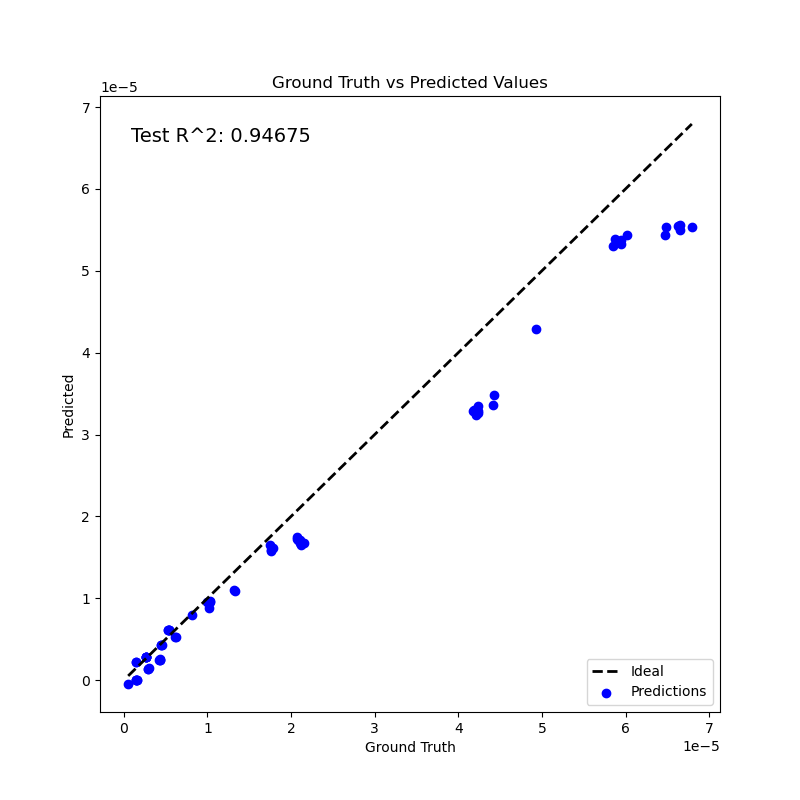 Ground Truth vs Predicted Values
1e−5
Test R^2: 0.94675
7
6
5
4
3
2
1
0
Predicted
Ideal
Predictions
0 1 2 3 4 5 6 7
Ground Truth
1e−5